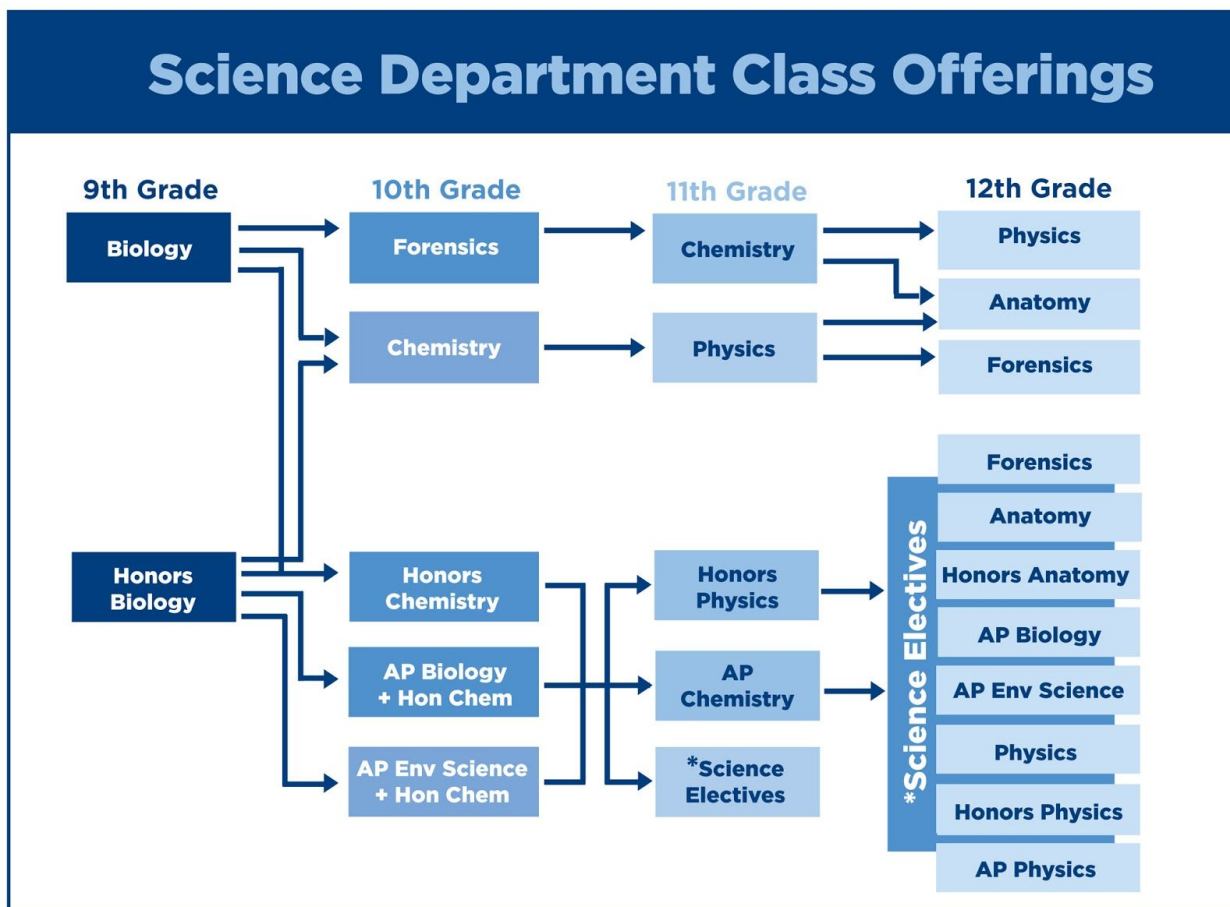 Science Department Class Offerings
9th Grade
Biology
Honors
Biology
10th Grade
Forensics
Chemistry
Honors
Chemistry
AP Biology
+ Hon Chem
AP Env Science
+ Hon Chem
11th Grade
Chemistry
Physics
Honors
Physics
AP
Chemistry
*Science
Electives
12th Grade
Physics
Anatomy
Forensics
*Science Electives
Forensics
Anatomy
Honors Anatomy
AP Biology
AP Env Science
Physics
Honors Physics
AP Physics